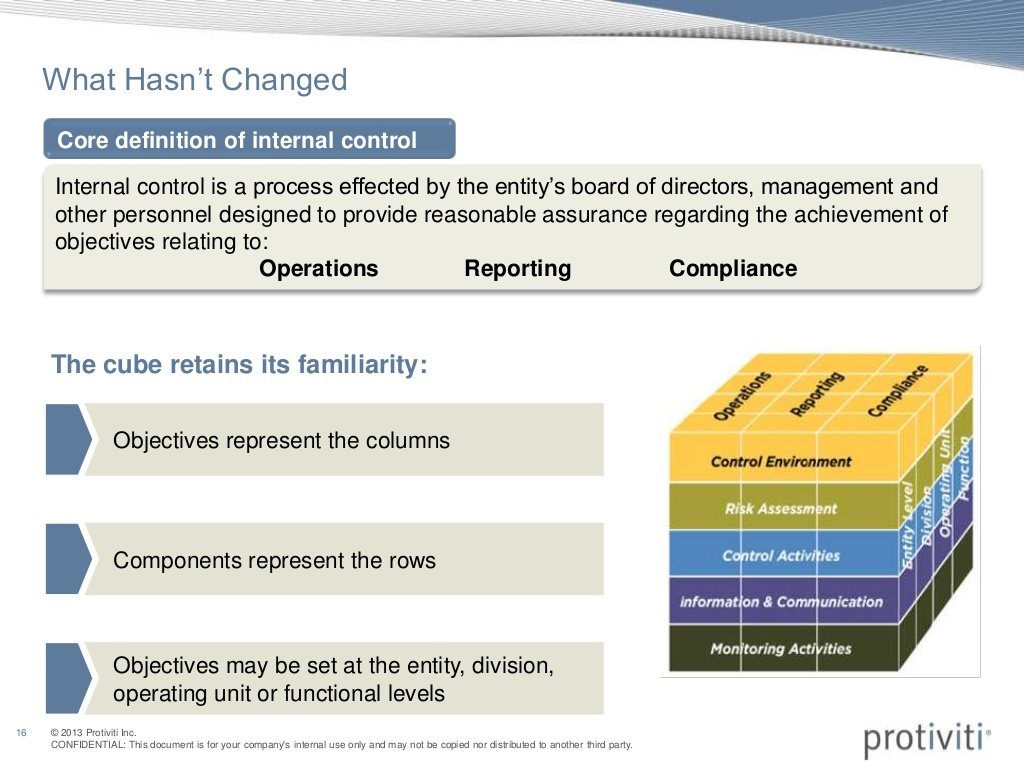 What Hasn’t Changed
Core definition of internal control
Internal control is a process effected by the entity’s board of directors, management and
other personnel designed to provide reasonable assurance regarding the achievement of
objectives relating to:
Operations Reporting Compliance
The cube retains its familiarity:
Objectives represent the columns
Components represent the rows
Objectives may be set at the entity, division,
operating unit or functional levels
Operations
Reporting
Compliance
Control Environment
Risk Assessment
Control Activities
Information & Communication
Monitoring Activities
Entity Level
Division
Operating Unit
Function
16
© 2013 Protiviti Inc.
CONFIDENTIAL: This document is for your company's internal use only and may not be copied nor distributed to another third party.
protiviti®